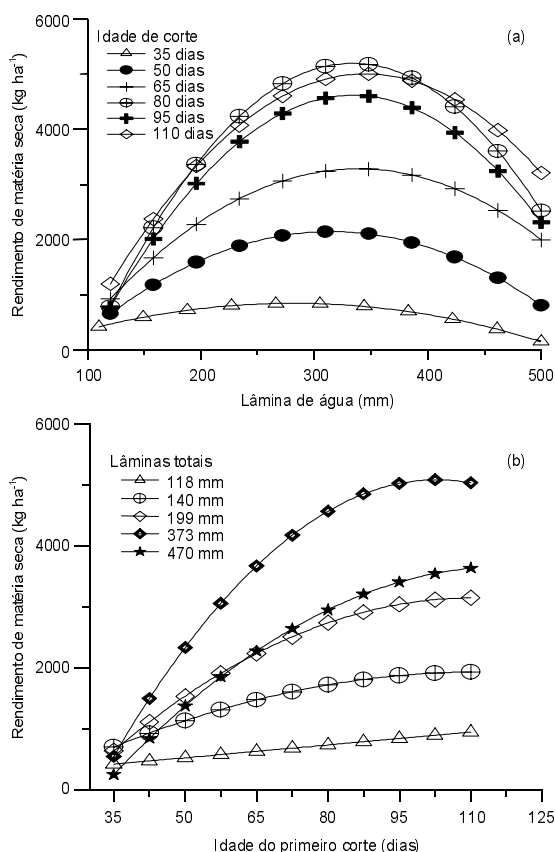 (a)
Idade de corte
35 dias
50 dias
65 dias
80 dias
95 dias
110 dias
Rendimento de matéria seca (kg ha⁻¹)
6000
4000
2000
0
100 200 300 400 500
Lâmina de água (mm)
(b)
Lâminas totais
118 mm
140 mm
199 mm
373 mm
470 mm
Rendimento de matéria seca (kg ha⁻¹)
6000
4000
2000
0
35 50 65 80 95 110 125
Idade do primeiro corte (dias)